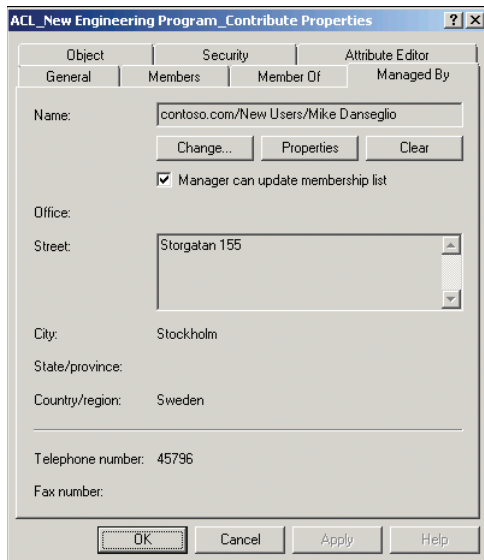 ACL_New Engineering Program_Contribute Properties
Object Security Attribute Editor
General Members Member Of Managed By
Name: contoso.com/New Users/Mike Danseglio
Change... Properties Clear
Manager can update membership list
Office:
Street: Storgatan 155
City: Stockholm
State/province:
Country/region: Sweden
Telephone number: 45796
Fax number:
OK Cancel Apply Help